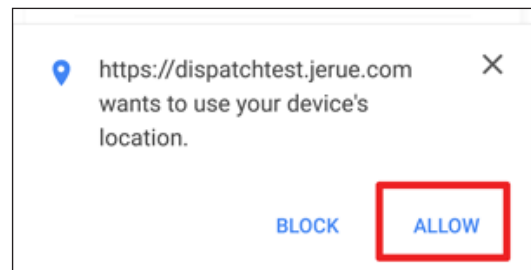 https://dispatchtest.jerue.com
wants to use your device's
location.
BLOCK ALLOW